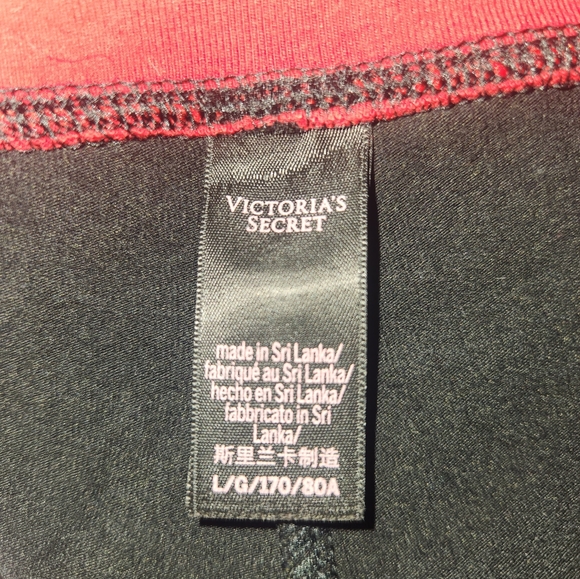 VICTORIA'S
SECRET
made in Sri Lanka/
fabriqué au Sri Lanka/
hecho en Sri Lanka/
fabbricato in Sri
Lanka/
斯里兰卡制造
L/G/170/80A